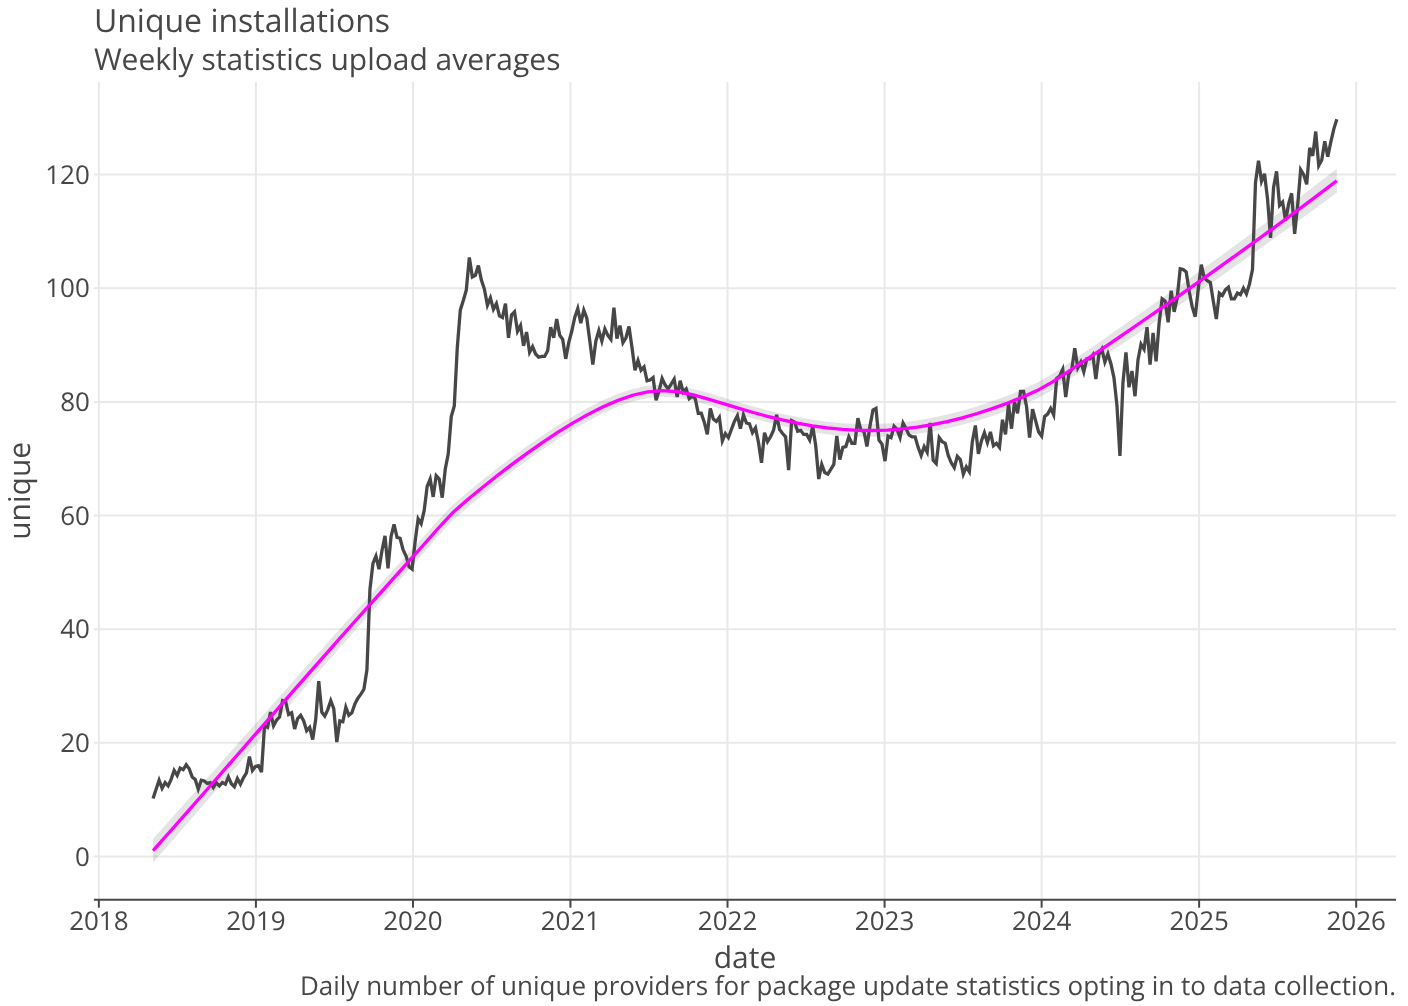 Unique installations
Weekly statistics upload averages
120
100
80
60
40
20
0
unique
2018 2019 2020 2021 2022 2023 2024 2025 2026
date
Daily number of unique providers for package update statistics opting in to data collection.